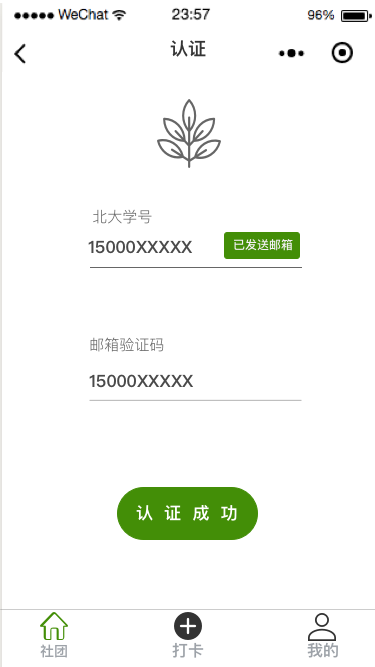 WeChat 23:57 96%
认证
北大学号
15000XXXXX 已发送邮箱
邮箱验证码
15000XXXXX
认证成功
社团 打卡 我的